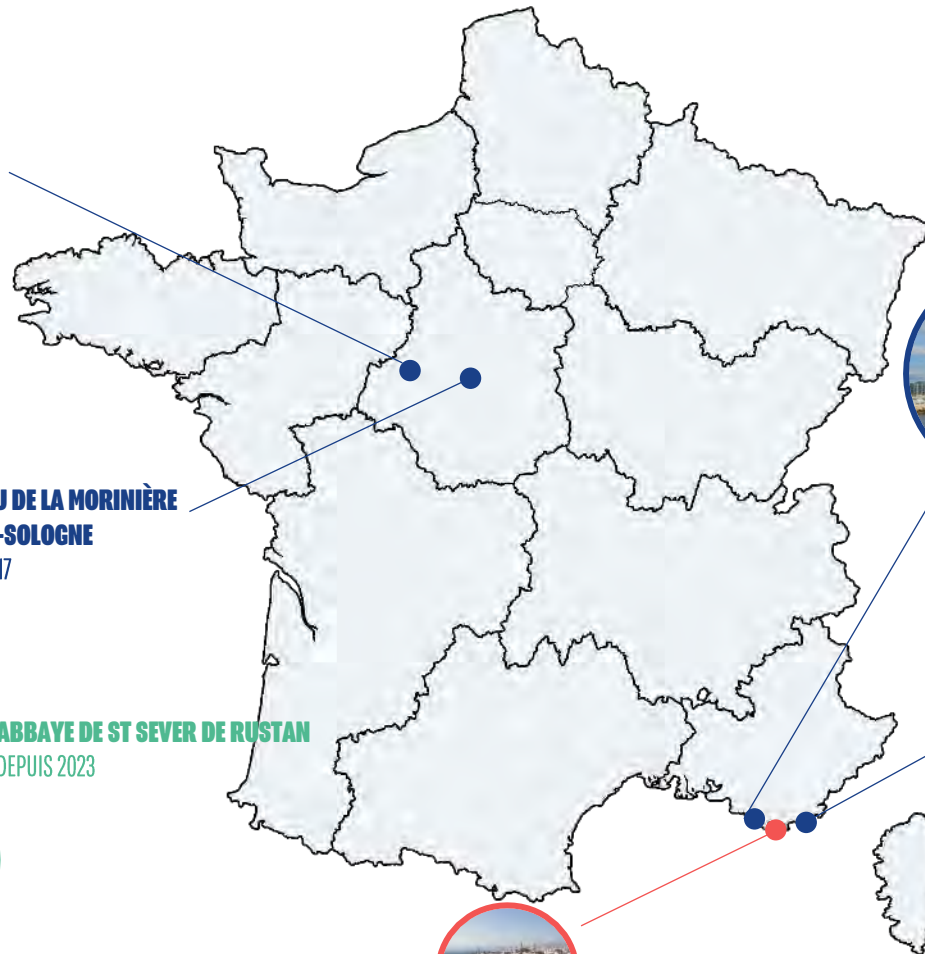 DE LA MORINIÈRE
-SOLOGNE
17
ABBAYE DE ST SEVER DE RUSTAN
DEPUIS 2023